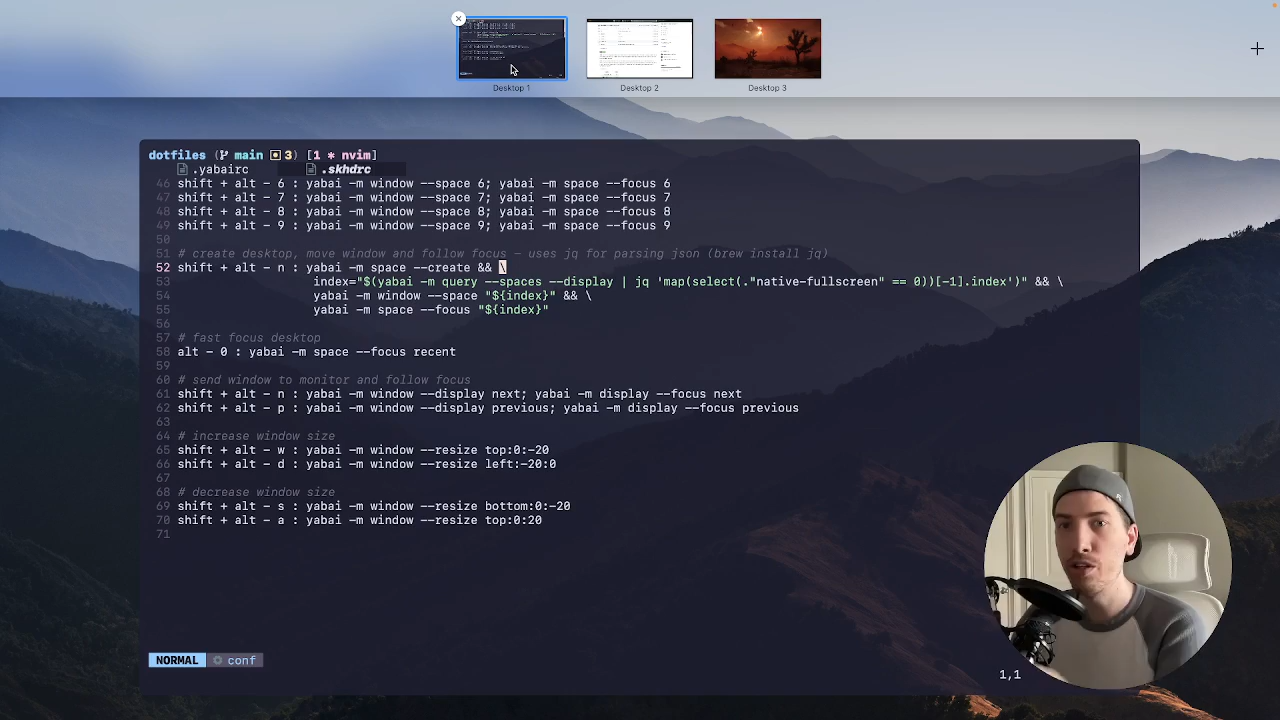 Desktop 1 Desktop 2 Desktop 3
dotfiles ( main 3) [1 * nvim]
.yabairc .skhdrc
46 shift + alt - 6 : yabai -m window --space 6; yabai -m space --focus 6
47 shift + alt - 7 : yabai -m window --space 7; yabai -m space --focus 7
48 shift + alt - 8 : yabai -m window --space 8; yabai -m space --focus 8
49 shift + alt - 9 : yabai -m window --space 9; yabai -m space --focus 9
50
51 # create desktop, move window and follow focus - uses jq for parsing json (brew install jq)
52 shift + alt - n : yabai -m space --create && \
53 index="$(yabai -m query --spaces --display | jq 'map(select(."native-fullscreen" == 0))[-1].index')" && \
54 yabai -m window --space "${index}" && \
55 yabai -m space --focus "${index}"
56
57 # fast focus desktop
58 alt - 0 : yabai -m space --focus recent
59
60 # send window to monitor and follow focus
61 shift + alt - n : yabai -m window --display next; yabai -m display --focus next
62 shift + alt - p : yabai -m window --display previous; yabai -m display --focus previous
63
64 # increase window size
65 shift + alt - w : yabai -m window --resize top:0:-20
66 shift + alt - d : yabai -m window --resize left:-20:0
67
68 # decrease window size
69 shift + alt - s : yabai -m window --resize bottom:0:-20
70 shift + alt - a : yabai -m window --resize top:0:20
71
NORMAL conf
1,1